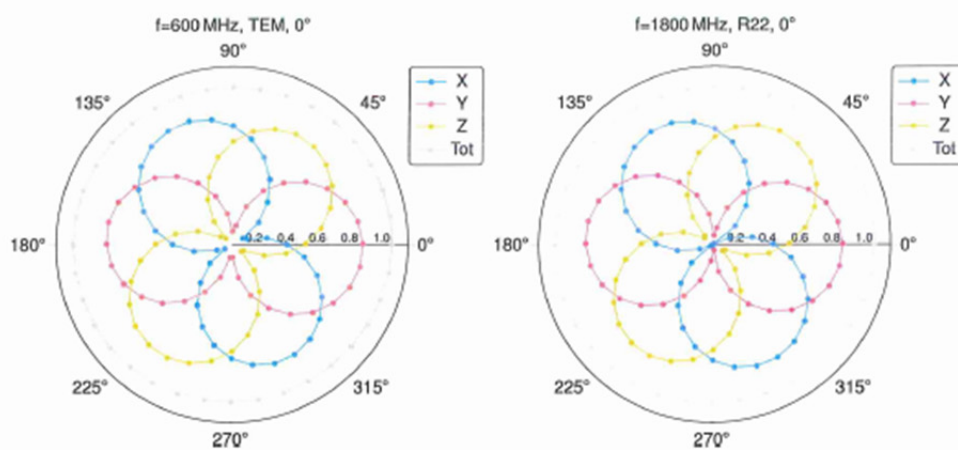 f=600 MHz, TEM, 0°
90°
135°
45°
X
Y
Z
Tot
180°
0.2 0.4 0.6 0.8 1.0
0°
225°
315°
270°
f=1800 MHz, R22, 0°
90°
135°
45°
X
Y
Z
Tot
180°
0.2 0.4 0.6 0.8 1.0
0°
225°
315°
270°